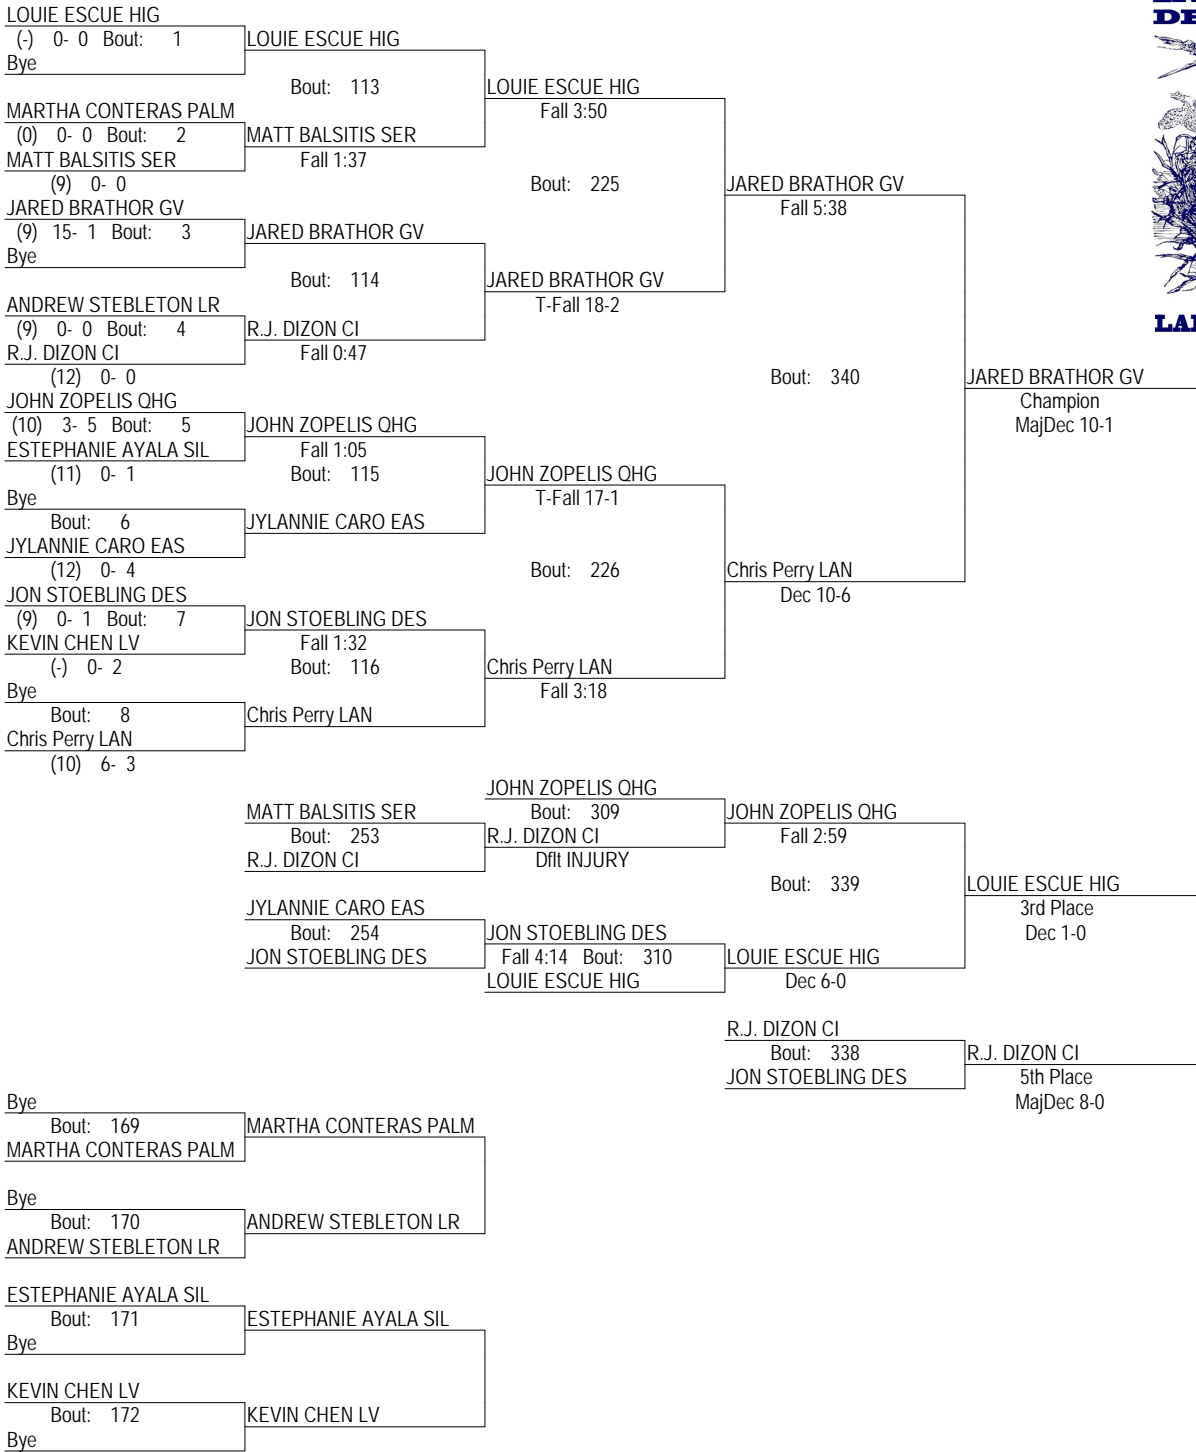 LOUIE ESCUE HIG
(-) 0- 0 Bout: 1
Bye
LOUIE ESCUE HIG
Bout: 113
MARTHA CONTERAS PALM
(0) 0- 0 Bout: 2
MATT BALSITIS SER
(9) 0- 0
MATT BALSITIS SER
Fall 1:37
LOUIE ESCUE HIG
Fall 3:50
Bout: 225
JARED BRATHOR GV
(9) 15- 1 Bout: 3
Bye
JARED BRATHOR GV
Bout: 114
ANDREW STEBLETON LR
(9) 0- 0 Bout: 4
R.J. DIZON CI
(12) 0- 0
R.J. DIZON CI
Fall 0:47
JARED BRATHOR GV
T-Fall 18-2
JARED BRATHOR GV
Fall 5:38
Bout: 340
JOHN ZOPELIS QHG
(10) 3- 5 Bout: 5
ESTEPHANIE AYALA SIL
(11) 0- 1
JOHN ZOPELIS QHG
Fall 1:05
Bout: 115
Bye
Bout: 6
JYLANNIE CARO EAS
(12) 0- 4
JYLANNIE CARO EAS
JOHN ZOPELIS QHG
T-Fall 17-1
Bout: 226
JON STOEBLING DES
(9) 0- 1 Bout: 7
KEVIN CHEN LV
(-) 0- 2
JON STOEBLING DES
Fall 1:32
Bout: 116
Bye
Bout: 8
Chris Perry LAN
(10) 6- 3
Chris Perry LAN
Chris Perry LAN
Fall 3:18
Chris Perry LAN
Dec 10-6
JARED BRATHOR GV
Champion
MajDec 10-1
MATT BALSITIS SER
Bout: 253
R.J. DIZON CI
JOHN ZOPELIS QHG
Bout: 309
R.J. DIZON CI
Dflt INJURY
JOHN ZOPELIS QHG
Fall 2:59
Bout: 339
JYLANNIE CARO EAS
Bout: 254
JON STOEBLING DES
JON STOEBLING DES
Fall 4:14 Bout: 310
LOUIE ESCUE HIG
LOUIE ESCUE HIG
Dec 6-0
LOUIE ESCUE HIG
3rd Place
Dec 1-0
R.J. DIZON CI
Bout: 338
JON STOEBLING DES
R.J. DIZON CI
5th Place
MajDec 8-0
Bye
Bout: 169
MARTHA CONTERAS PALM
MARTHA CONTERAS PALM
Bye
Bout: 170
ANDREW STEBLETON LR
ANDREW STEBLETON LR
ESTEPHANIE AYALA SIL
Bout: 171
Bye
ESTEPHANIE AYALA SIL
KEVIN CHEN LV
Bout: 172
Bye
KEVIN CHEN LV